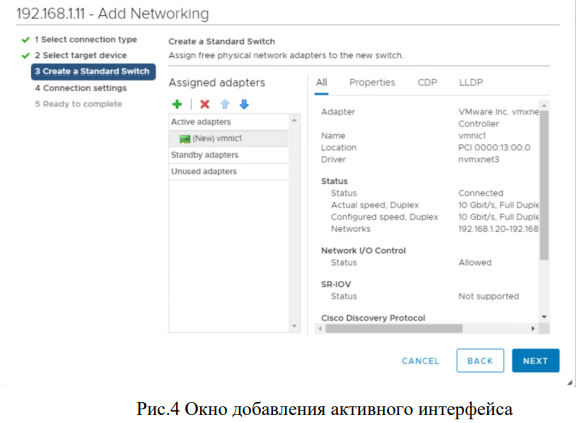 192.168.1.11 - Add Networking
1 Select connection type
2 Select target device
3 Create a Standard Switch
4 Connection settings
5 Ready to complete
Create a Standard Switch
Assign free physical network adapters to the new switch.
Assigned adapters
Active adapters
(New) vmnic1
Standby adapters
Unused adapters
All Properties CDP LLDP
Adapter VMware Inc. vmxne
Controller
Name vmnic1
Location PCI 0000:13:00.0
Driver nvmxnet3
Status
Status Connected
Actual speed, Duplex 10 Gbit/s, Full Duple
Configured speed, Duplex 10 Gbit/s, Full Duple
Networks 192.168.1.20-192.168
Network I/O Control
Status Allowed
SR-IOV
Status Not supported
Cisco Discovery Protocol
CANCEL BACK NEXT
Рис.4 Окно добавления активного интерфейса